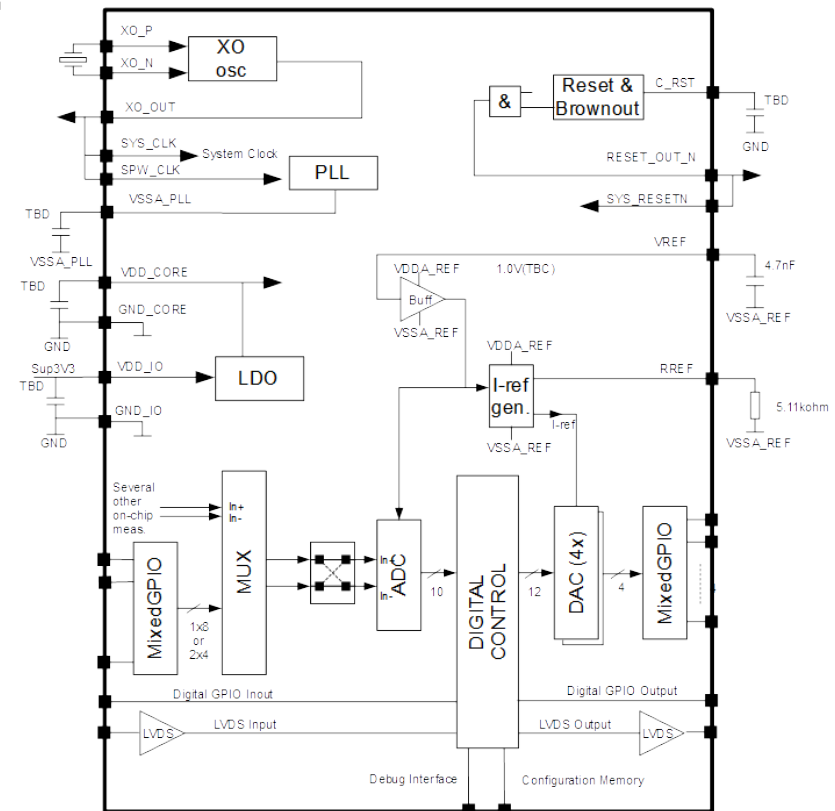 XO_P
XO_N
XO
osc
XO_OUT
SYS_CLK
System Clock
SPW_CLK
PLL
VSSA_PLL
TBD
VSSA_PLL
VDD_CORE
TBD
GND_CORE
GND
Sup3V3
VDD_IO
TBD
LDO
GND_IO
GND
Reset &
Brownout
&
C_RST
TBD
GND
RESET_OUT_N
SYS_RESETN
VREF
1.0V(TBC)
4.7nF
VSSA_REF
VDDA_REF
Buff
VSSA_REF
VDDA_REF
I-ref
gen.
I-ref
VSSA_REF
RREF
5.11kohm
VSSA_REF
Several
other
on-chip
meas.
In+
In-
MUX
MixedGPIO
1x8
or
2x4
In+
In-
ADC
10
DIGITAL
CONTROL
12
DAC (4x)
4
MixedGPIO
Digital GPIO Inout
Digital GPIO Output
LVDS
LVDS Input
LVDS Output
LVDS
Debug Interface
Configuration Memory